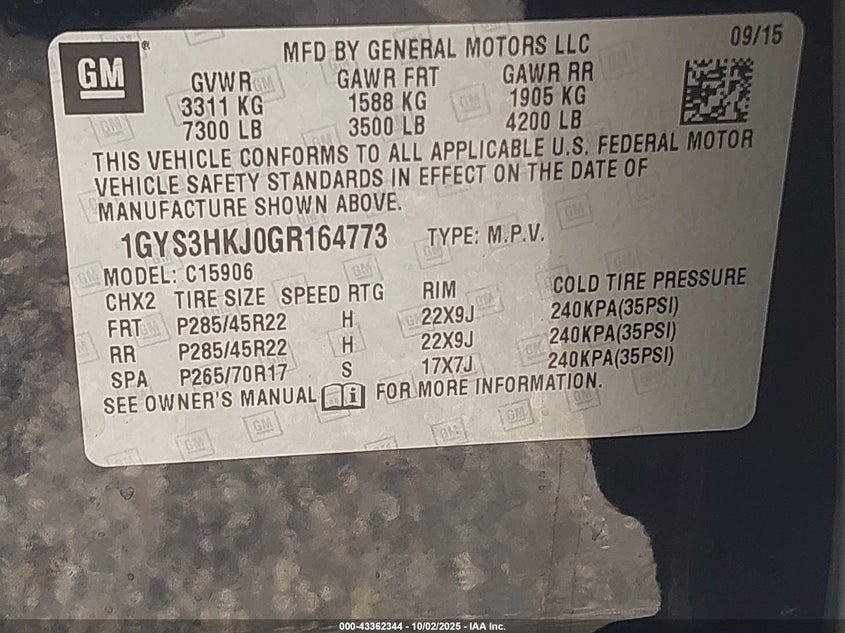 GM
MFD BY GENERAL MOTORS LLC 09/15
GVWR GAWR FRT GAWR RR
3311 KG 1588 KG 1905 KG
7300 LB 3500 LB 4200 LB
THIS VEHICLE CONFORMS TO ALL APPLICABLE U.S. FEDERAL MOTOR
VEHICLE SAFETY STANDARDS IN EFFECT ON THE DATE OF
MANUFACTURE SHOWN ABOVE.
1GYS3HKJ0GR164773 TYPE: M.P.V.
MODEL: C15906
CHX2 TIRE SIZE SPEED RTG RIM COLD TIRE PRESSURE
FRT P285/45R22 H 22X9J 240KPA(35PSI)
RR P285/45R22 H 22X9J 240KPA(35PSI)
SPA P265/70R17 S 17X7J 240KPA(35PSI)
SEE OWNER'S MANUAL FOR MORE INFORMATION.
000-43362344 - 10/02/2025 - IAA Inc.